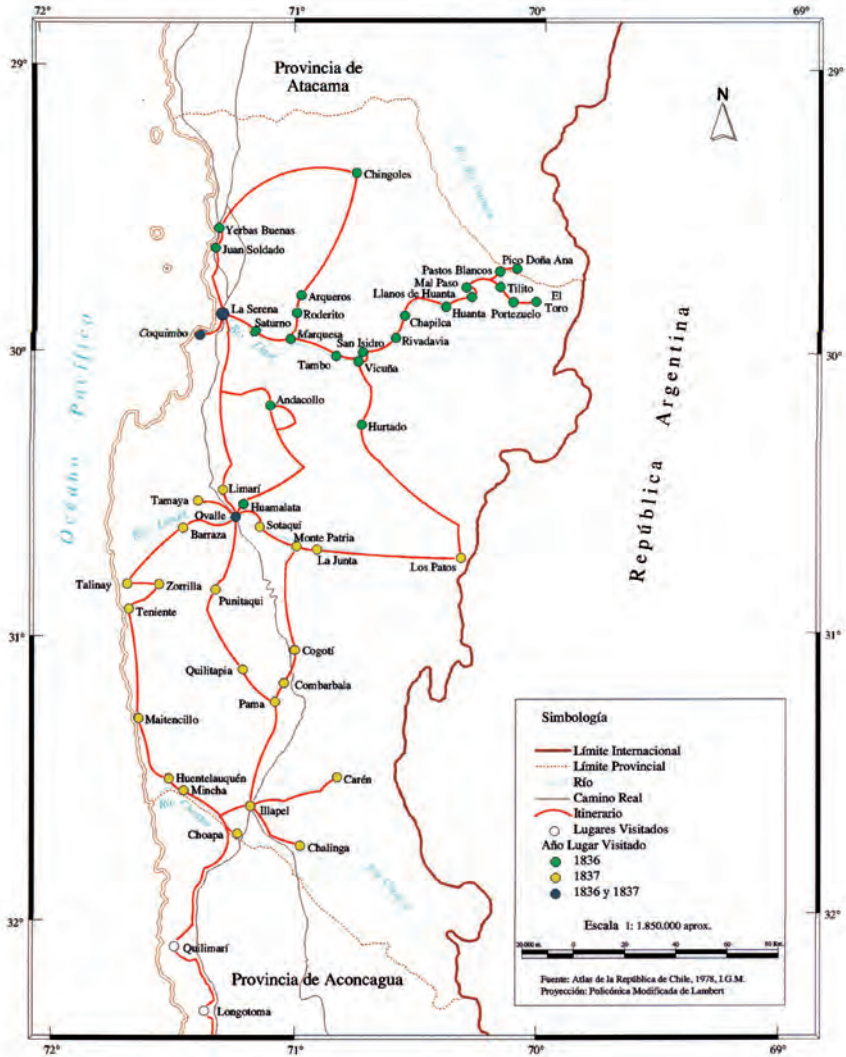 72°
71°
70°
69°
29°
29°
Provincia de
Atacama
N
Chingoles
Yerbas Buenas
Juan Soldado
Pico Doña Ana
Pastos Blancos
Mal Paso
Tilito
El
Toro
Llanos de Huanta
Huanta
Portezuelo
Arqueros
Roderito
La Serena
Saturno
Chapilca
Coquimbo
Marquesa
San Isidro
Rivadavia
Tambo
Vicuña
30°
30°
Océano Pacífico
República Argentina
Andacollo
Hurtado
Limarí
Tamaya
Huamalata
Ovalle
Sotaquí
Barraza
Monte Patria
La Junta
Los Patos
Talinay
Zorrilla
Punitaqui
Teniente
31°
31°
Cogotí
Quilitapia
Combarbala
Pama
Maitencillo
Huentelauquén
Mincha
Carén
Río Choapa
Illapel
Choapa
Chalinga
32°
32°
Quilimarí
Provincia de Aconcagua
Longotoma
Simbología
Límite Internacional
Límite Provincial
Río
Camino Real
Itinerario
Lugares Visitados
Año Lugar Visitado
1836
1837
1836 y 1837
Escala 1: 1.850.000 aprox.
0
20
40
60
Fuente: Atlas de la República de Chile, 1978, I.G.M.
Proyección: Policónica Modificada de Lambert
72°
71°
70°
69°